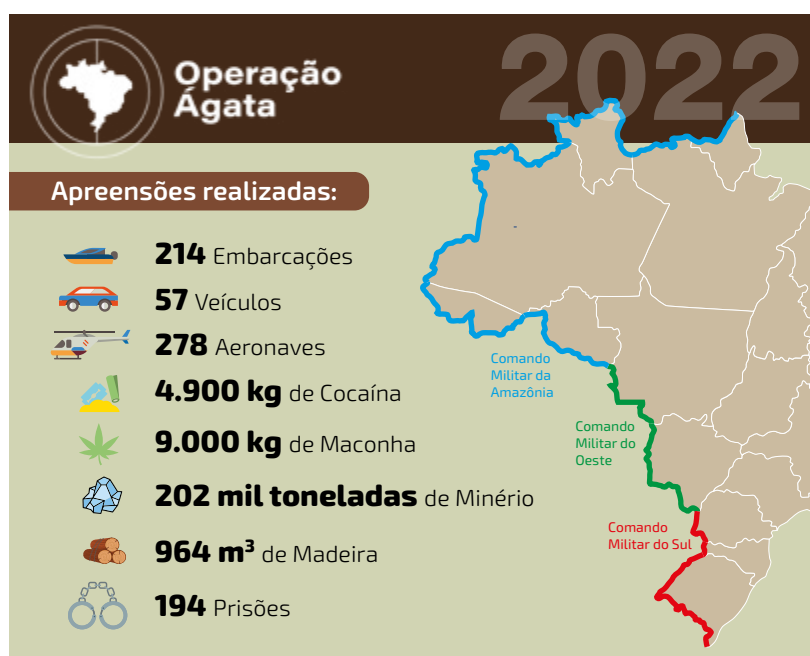 Operação
Ágata
2022
Apreensões realizadas:
214 Embarcações
57 Veículos
278 Aeronaves
4.900 kg de Cocaína
9.000 kg de Maconha
202 mil toneladas de Minério
964 m³ de Madeira
194 Prisões
Comando
Militar da
Amazônia
Comando
Militar do
Oeste
Comando
Militar do Sul